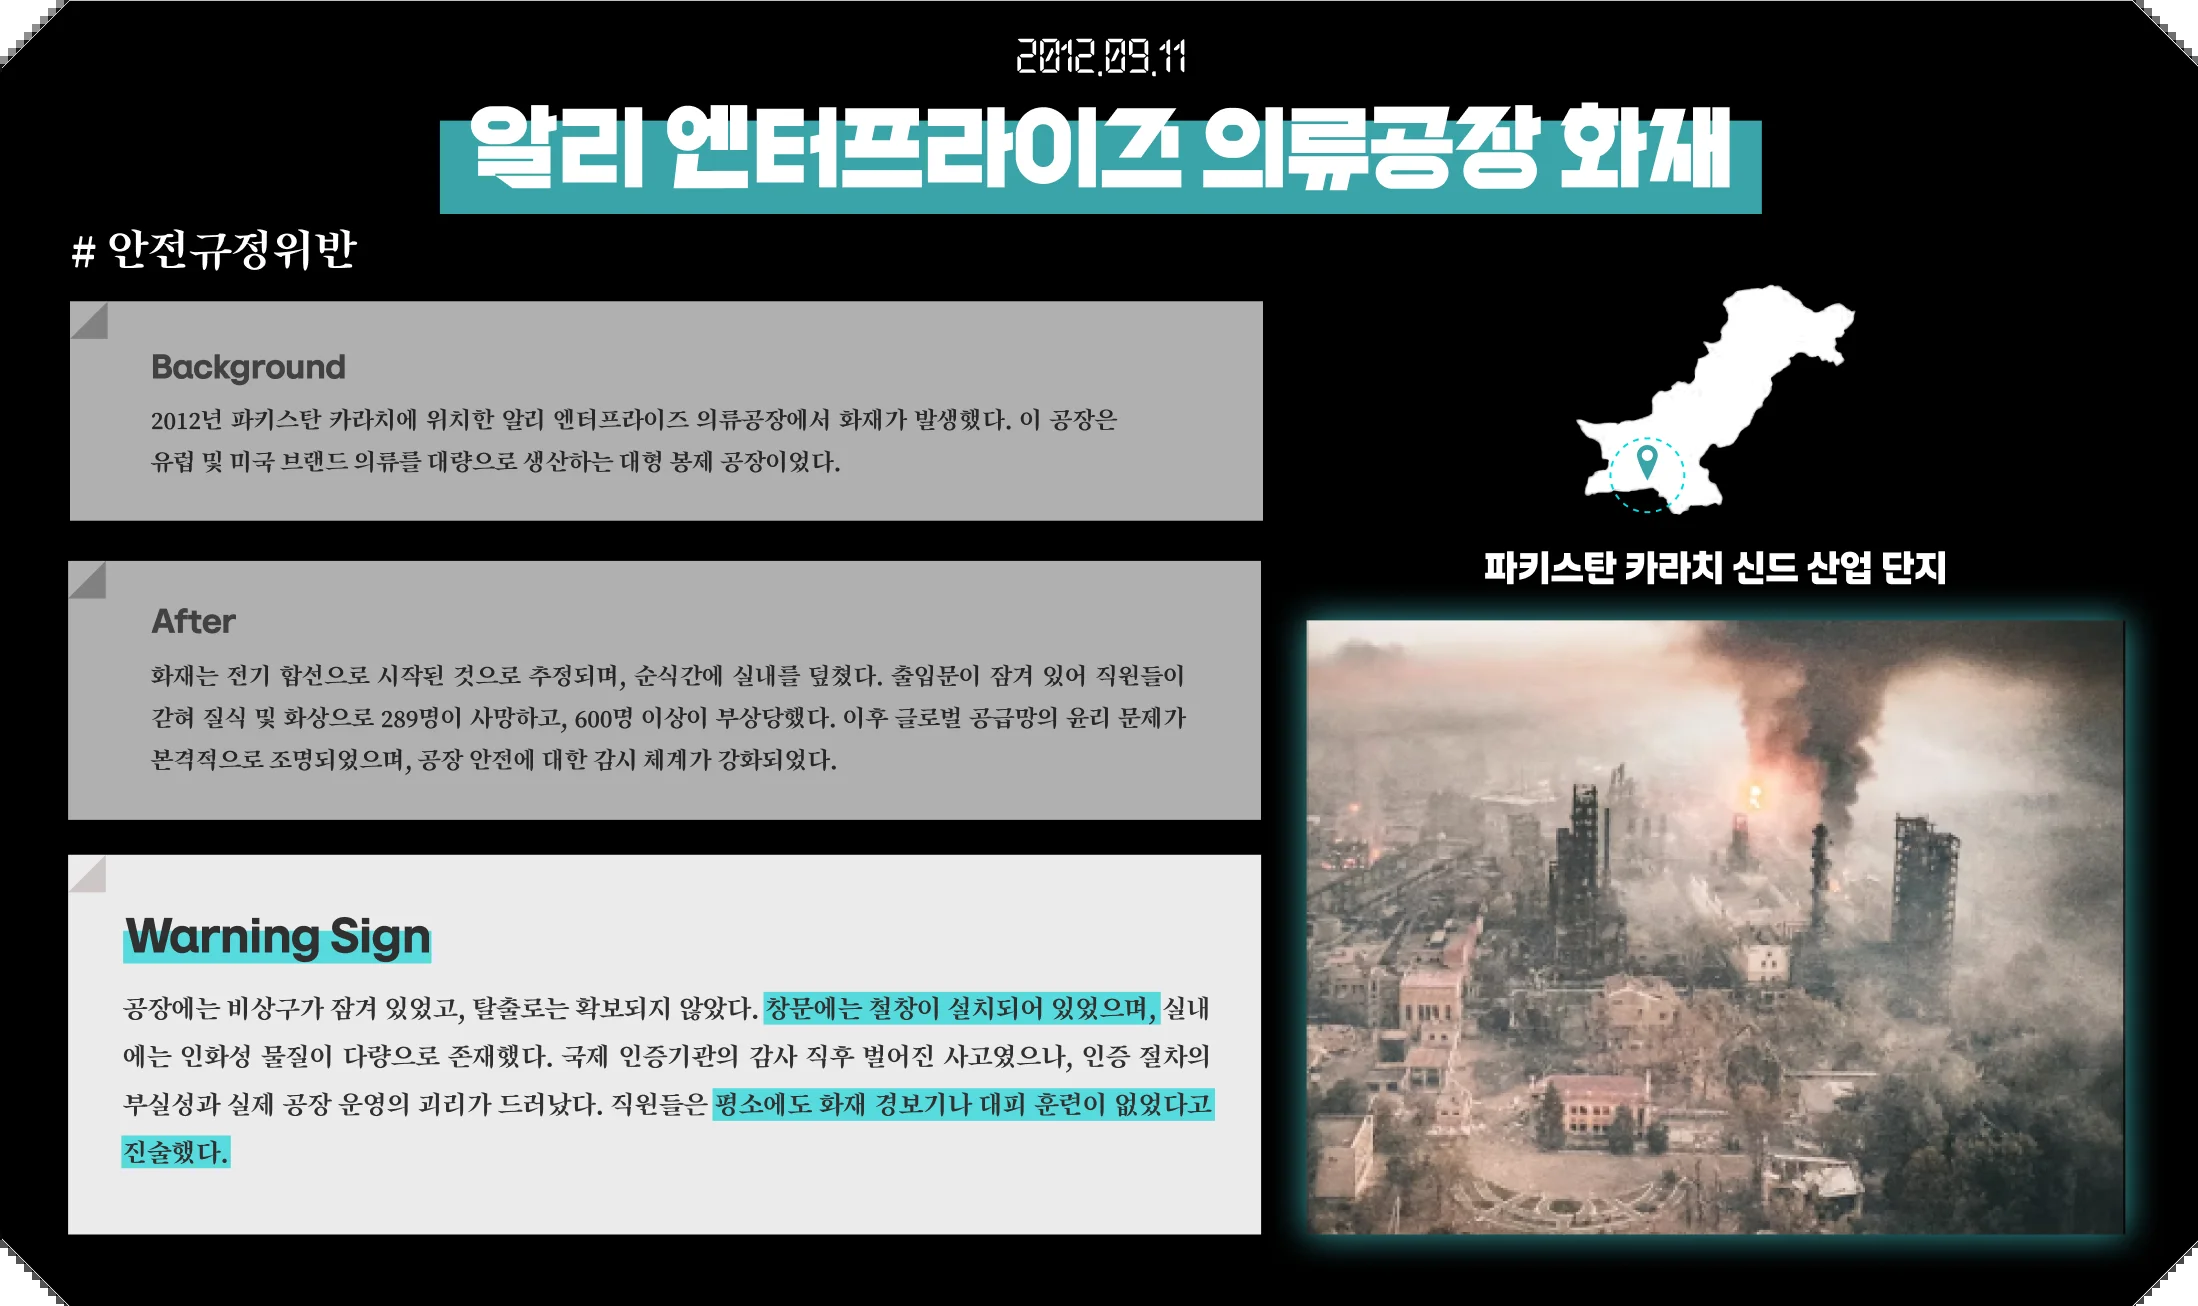 2012.09.11
알리 엔터프라이즈 의류공장 화재
# 안전규정위반
Background
2012년 파키스탄 카라치에 위치한 알리 엔터프라이즈 의류공장에서 화재가 발생했다. 이 공장은
유럽 및 미국 브랜드 의류를 대량으로 생산하는 대형 봉제 공장이었다.
After
화재는 전기 합선으로 시작된 것으로 추정되며, 순식간에 실내를 덮쳤다. 출입문이 잠겨 있어 직원들이
갇혀 질식 및 화상으로 289명이 사망하고, 600명 이상이 부상당했다. 이후 글로벌 공급망의 윤리 문제가
본격적으로 조명되었으며, 공장 안전에 대한 감시 체계가 강화되었다.
Warning Sign
공장에는 비상구가 잠겨 있었고, 탈출로는 확보되지 않았다. 창문에는 철창이 설치되어 있었으며, 실내
에는 인화성 물질이 다량으로 존재했다. 국제 인증기관의 감사 직후 벌어진 사고였으나, 인증 절차의
부실성과 실제 공장 운영의 괴리가 드러났다. 직원들은 평소에도 화재 경보기나 대피 훈련이 없었다고
진술했다.
파키스탄 카라치 신드 산업 단지